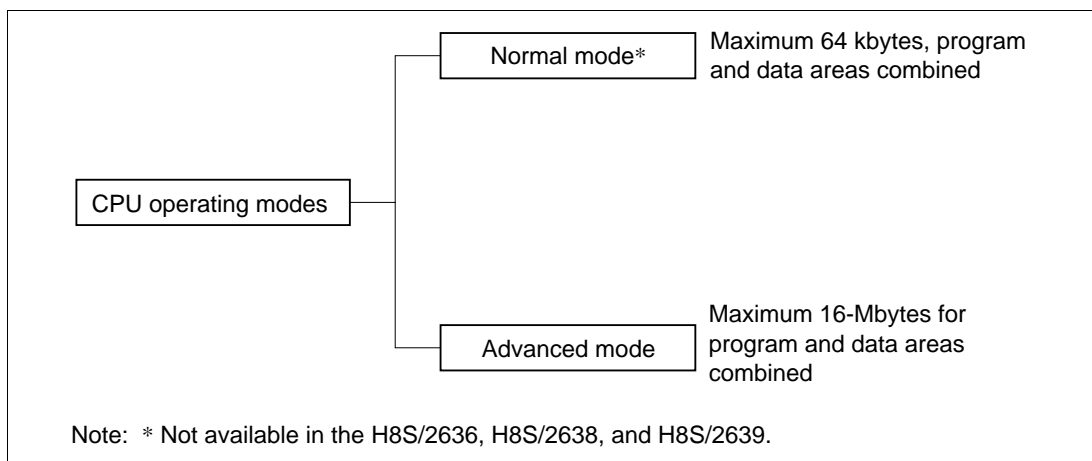 Normal mode*
Maximum 64 kbytes, program
and data areas combined
CPU operating modes
Advanced mode
Maximum 16-Mbytes for
program and data areas
combined
Note: * Not available in the H8S/2636, H8S/2638, and H8S/2639.